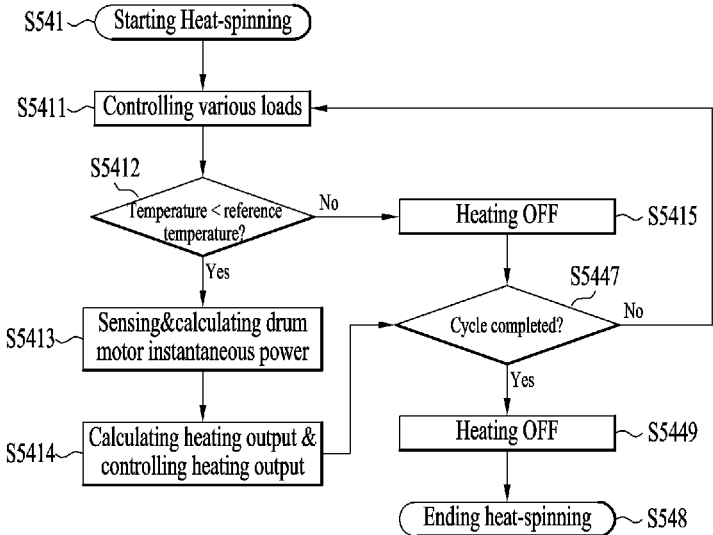 S541
Starting Heat-spinning
S5411
Controlling various loads
S5412
Temperature < reference
temperature?
No
Yes
Heating OFF
S5415
S5447
Cycle completed?
No
Yes
S5413
Sensing&calculating drum
motor instantaneous power
S5414
Calculating heating output &
controlling heating output
Heating OFF
S5449
Ending heat-spinning
S548